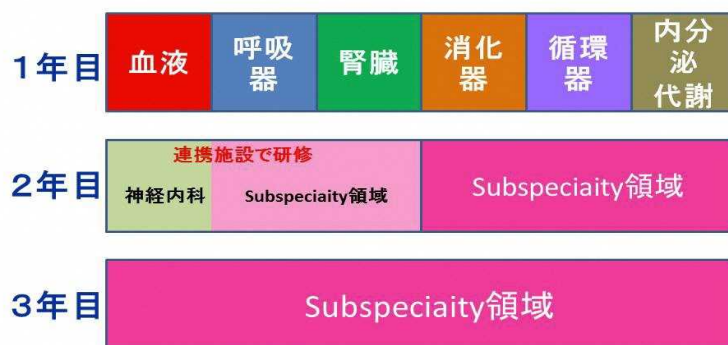 1年目
血液
呼吸
器
腎臓
消化
器
循環
器
内分
泌
代謝
2年目
連携施設で研修
神経内科
Subspeciaity領域
Subspeciaity領域
3年目
Subspeciaity領域